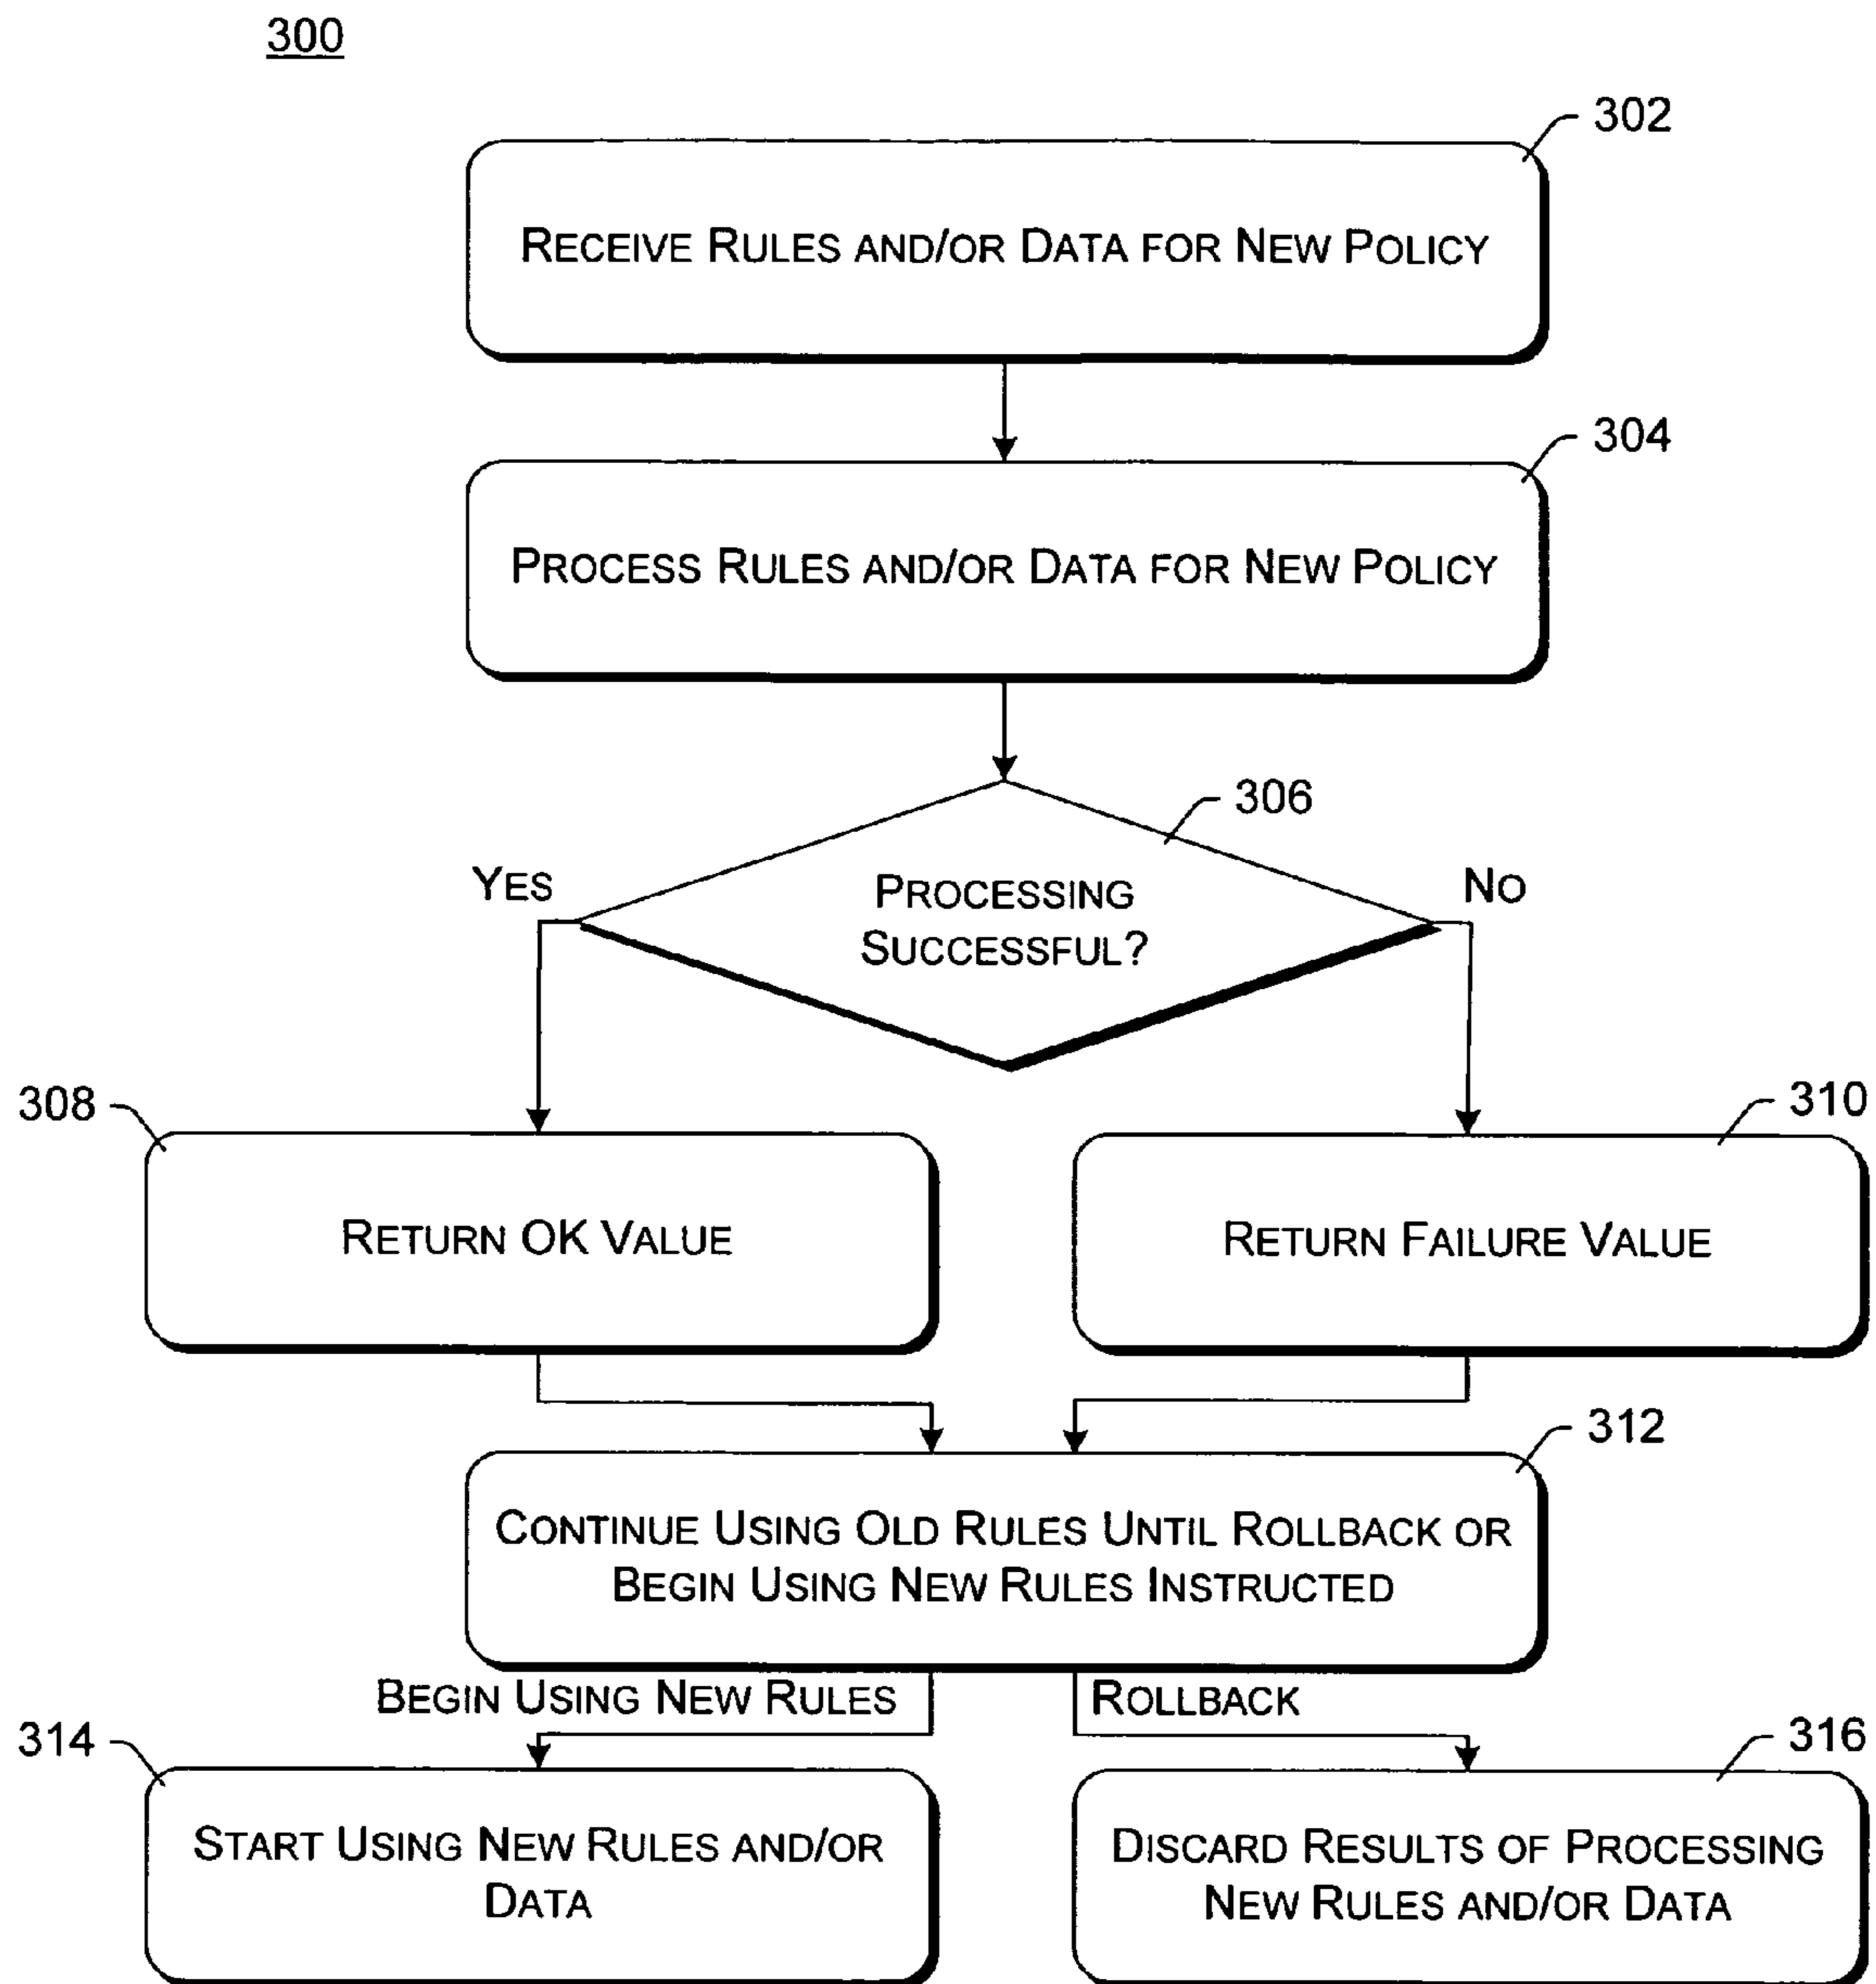 300
302
RECEIVE RULES AND/OR DATA FOR NEW POLICY
304
PROCESS RULES AND/OR DATA FOR NEW POLICY
306
YES
PROCESSING
SUCCESSFUL?
NO
308
RETURN OK VALUE
310
RETURN FAILURE VALUE
312
CONTINUE USING OLD RULES UNTIL ROLLBACK OR
BEGIN USING NEW RULES INSTRUCTED
BEGIN USING NEW RULES
ROLLBACK
314
START USING NEW RULES AND/OR
DATA
316
DISCARD RESULTS OF PROCESSING
NEW RULES AND/OR DATA